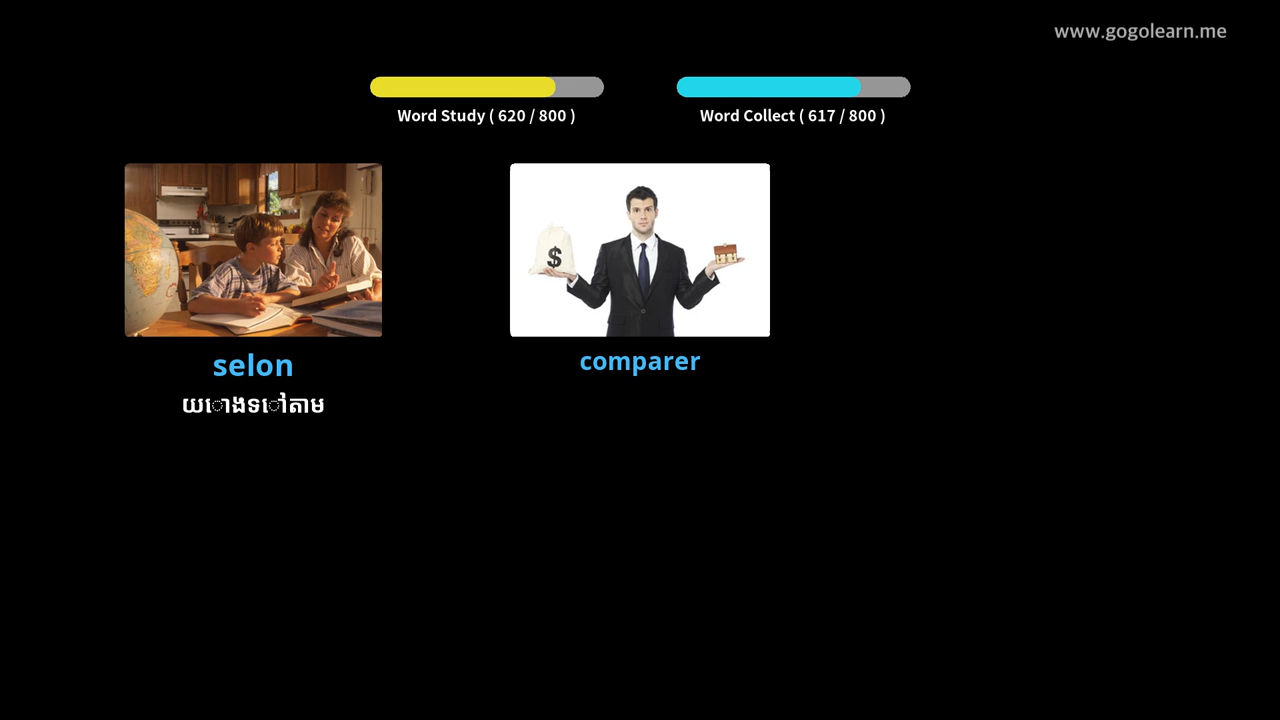 www.gogolearn.me
Word Study ( 620 / 800 )
Word Collect ( 617 / 800 )
$
selon
comparer
យោងទៅតាម